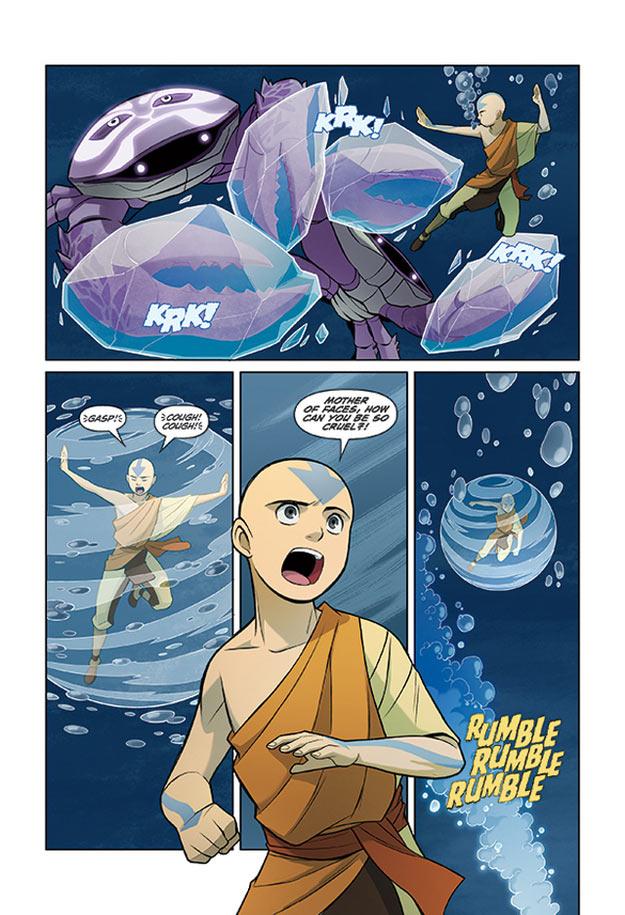 KRK!
KRK!
KRK!
GASP!
COUGH!
COUGH!
MOTHER
OF FACES, HOW
CAN YOU BE SO
CRUEL?!
RUMBLE
RUMBLE
RUMBLE